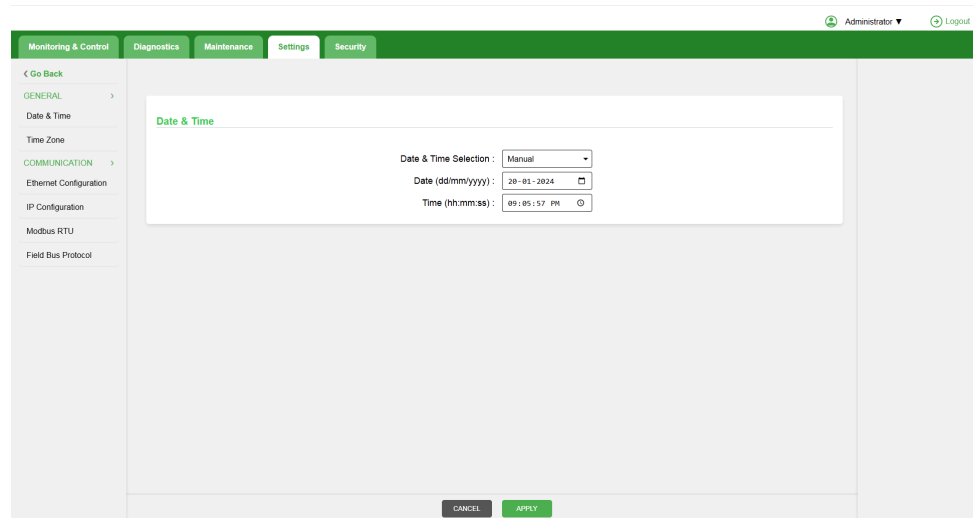 Administrator ▼ Logout
Monitoring & Control Diagnostics Maintenance Settings Security
Go Back
GENERAL
Date & Time
Time Zone
COMMUNICATION
Ethernet Configuration
IP Configuration
Modbus RTU
Field Bus Protocol
Date & Time
Date & Time Selection : Manual
Date (dd/mm/yyyy) : 20-01-2024
Time (hh:mm:ss) : 09:05:57 PM
CANCEL APPLY